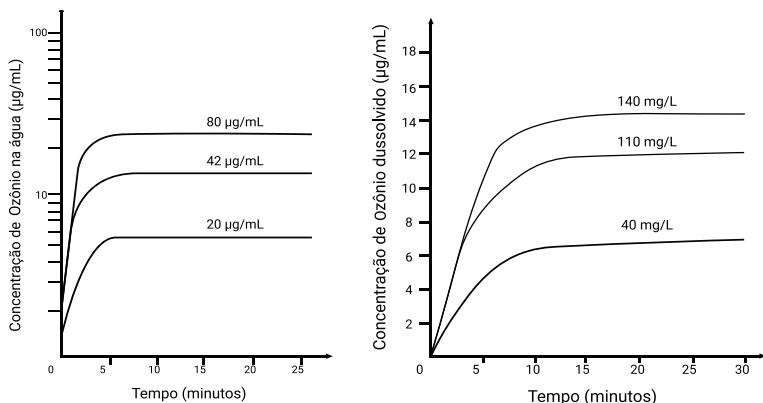 Concentração de Ozônio na água (µg/mL)
100
10
0
5
10
15
20
25
80 µg/mL
42 µg/mL
20 µg/mL
Tempo (minutos)
Concentração de Ozônio dussolvido (µg/mL)
18
16
14
12
10
8
6
4
2
0
5
10
15
20
25
30
140 mg/L
110 mg/L
40 mg/L
Tempo (minutos)